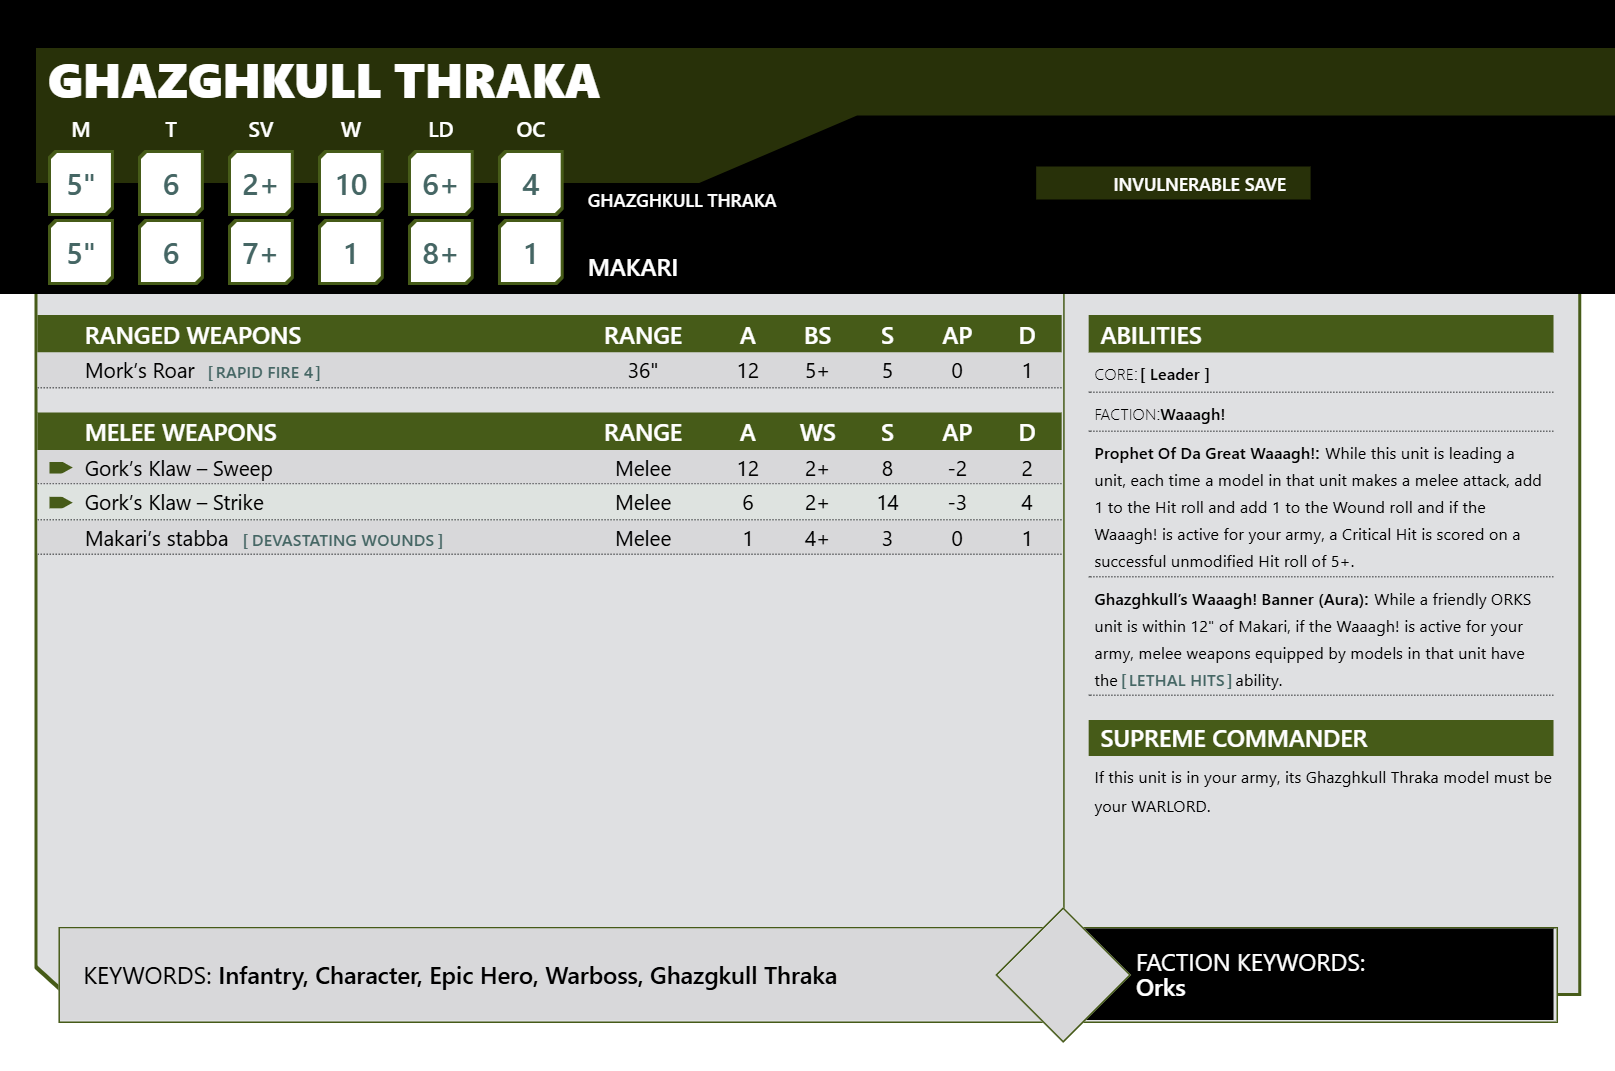 GHAZGHKULL THRAKA
M T SV W LD OC
5" 6 2+ 10 6+ 4 GHAZGHKULL THRAKA
INVULNERABLE SAVE
5" 6 7+ 1 8+ 1 MAKARI
RANGED WEAPONS RANGE A BS S AP D
Mork's Roar [ RAPID FIRE 4 ] 36" 12 5+ 5 0 1
MELEE WEAPONS RANGE A WS S AP D
Gork's Klaw – Sweep Melee 12 2+ 8 -2 2
Gork's Klaw – Strike Melee 6 2+ 14 -3 4
Makari's stabba [ DEVASTATING WOUNDS ] Melee 1 4+ 3 0 1
ABILITIES
CORE: [ Leader ]
FACTION: Waaagh!
Prophet Of Da Great Waaagh!: While this unit is leading a
unit, each time a model in that unit makes a melee attack, add
1 to the Hit roll and add 1 to the Wound roll and if the
Waaagh! is active for your army, a Critical Hit is scored on a
successful unmodified Hit roll of 5+.
Ghazghkull's Waaagh! Banner (Aura): While a friendly ORKS
unit is within 12" of Makari, if the Waaagh! is active for your
army, melee weapons equipped by models in that unit have
the [ LETHAL HITS ] ability.
SUPREME COMMANDER
If this unit is in your army, its Ghazghkull Thraka model must be
your WARLORD.
KEYWORDS: Infantry, Character, Epic Hero, Warboss, Ghazgkull Thraka
FACTION KEYWORDS:
Orks